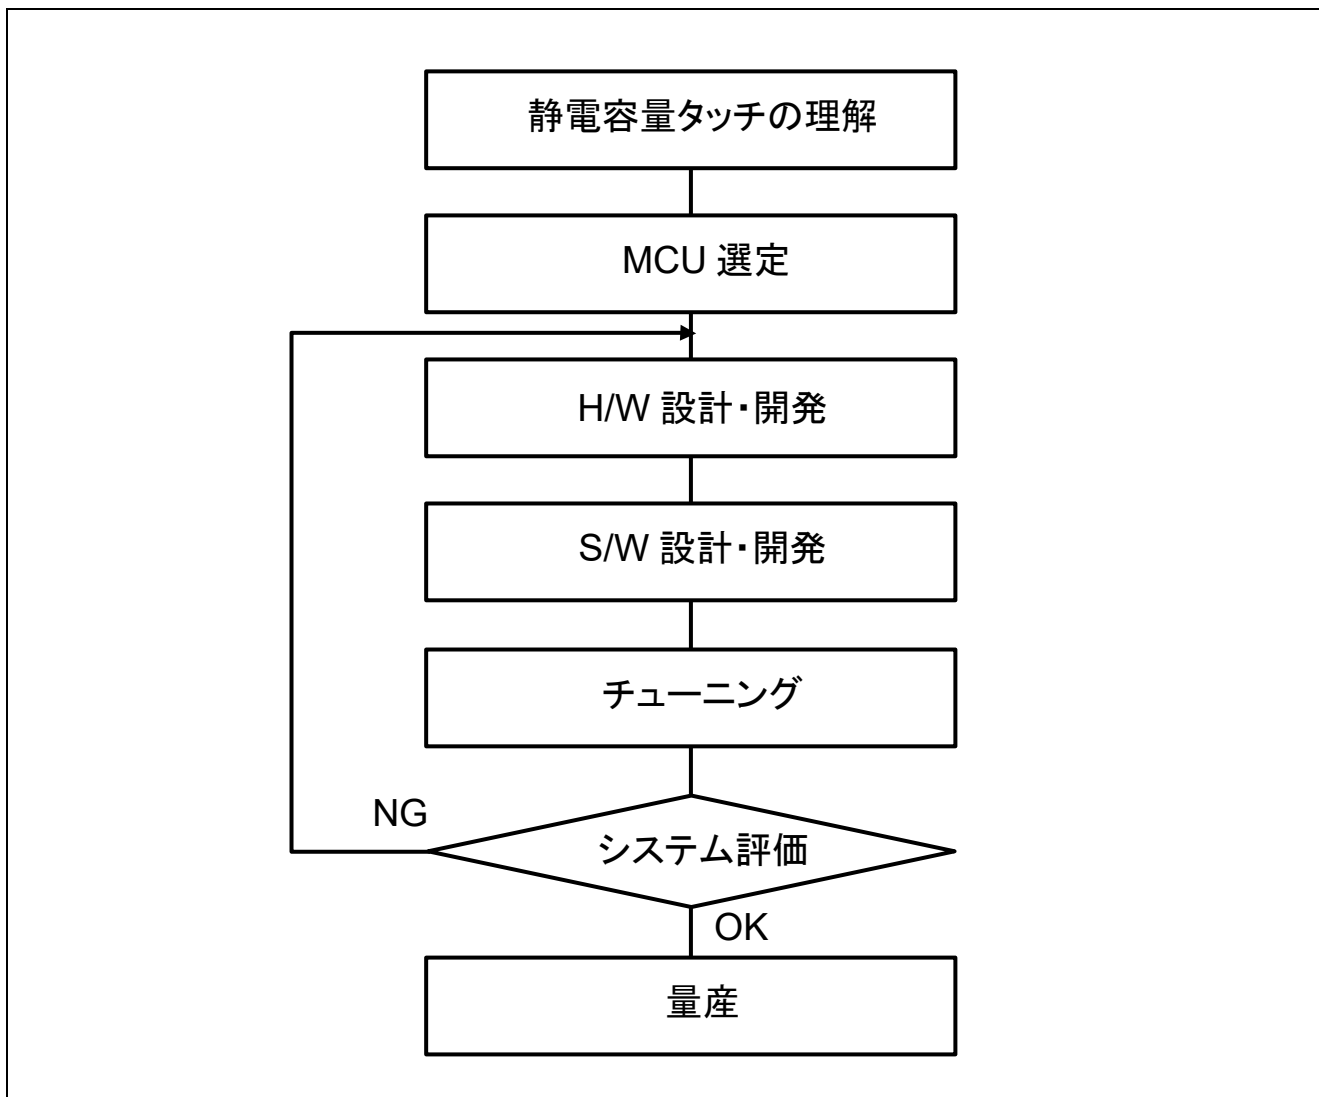 静電容量タッチの理解
MCU 選定
H/W 設計・開発
S/W 設計・開発
チューニング
NG
システム評価
OK
量産